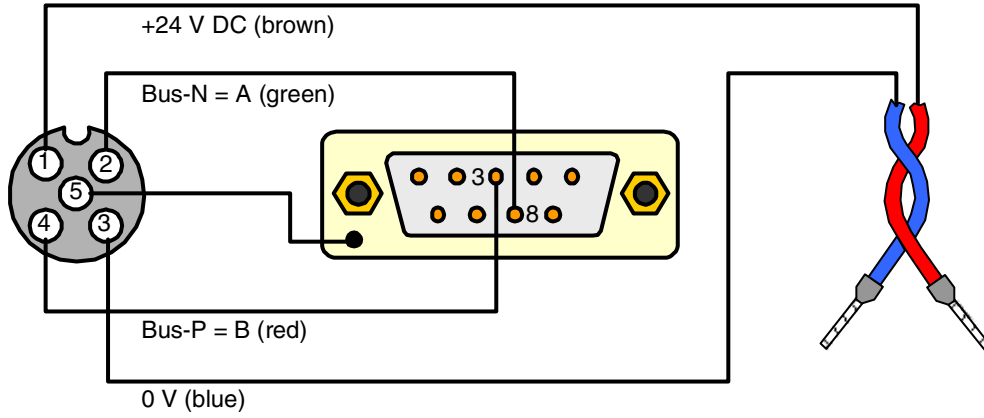 +24 V DC (brown)
Bus-N = A (green)
1
2
5
4
3
3
8
Bus-P = B (red)
0 V (blue)